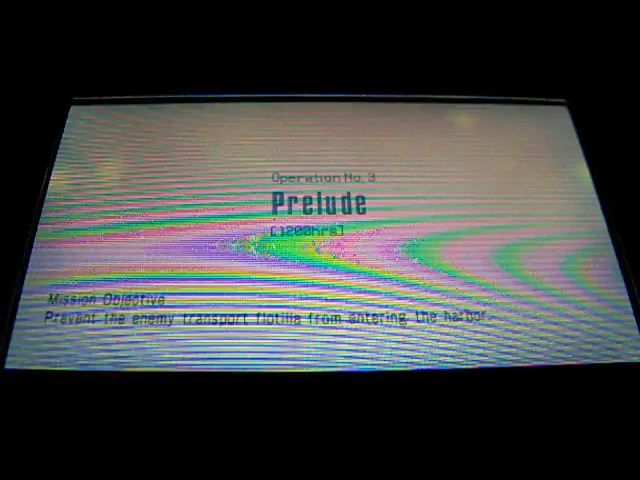 Operation No. 3
Prelude
[1200hrs]
Mission Objective
Prevent the enemy transport flotilla from entering the harbor.